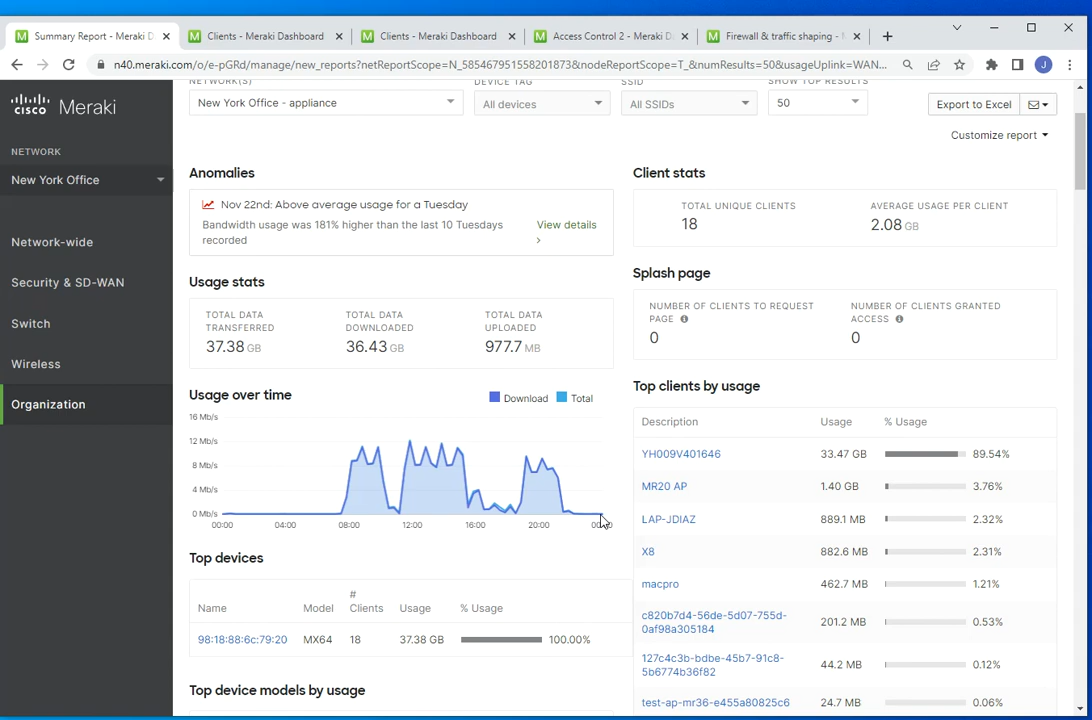 Summary Report - Meraki D
Clients - Meraki Dashboard
Clients - Meraki Dashboard
Access Control 2 - Meraki Da
Firewall & traffic shaping -
n40.meraki.com/o/e-pGRd/manage/new_reports?netReportScope=N_585467951558201873&nodeReportScope=T_&numResults=50&usageUplink=WAN...
J
NETWORK(S)
DEVICE TAG
SSID
SHOW TOP RESULTS
New York Office - appliance
All devices
All SSIDs
50
Export to Excel
Customize report
cisco Meraki
NETWORK
New York Office
Network-wide
Security & SD-WAN
Switch
Wireless
Organization
Anomalies
Nov 22nd: Above average usage for a Tuesday
Bandwidth usage was 181% higher than the last 10 Tuesdays
recorded
View details
>
Usage stats
TOTAL DATA
TRANSFERRED
37.38 GB
TOTAL DATA
DOWNLOADED
36.43 GB
TOTAL DATA
UPLOADED
977.7 MB
Usage over time
Download
Total
16 Mb/s
12 Mb/s
8 Mb/s
4 Mb/s
0 Mb/s
00:00 04:00 08:00 12:00 16:00 20:00
Top devices
Name Model # Clients Usage % Usage
98:18:88:6c:79:20 MX64 18 37.38 GB 100.00%
Top device models by usage
Client stats
TOTAL UNIQUE CLIENTS
18
AVERAGE USAGE PER CLIENT
2.08 GB
Splash page
NUMBER OF CLIENTS TO REQUEST
PAGE
0
NUMBER OF CLIENTS GRANTED
ACCESS
0
Top clients by usage
Description Usage % Usage
YH009V401646 33.47 GB 89.54%
MR20 AP 1.40 GB 3.76%
LAP-JDIAZ 889.1 MB 2.32%
X8 882.6 MB 2.31%
macpro 462.7 MB 1.21%
c820b7d4-56de-5d07-755d-
0af98a305184 201.2 MB 0.53%
127c4c3b-bdbe-45b7-91c8-
5b6774b36f82 44.2 MB 0.12%
test-ap-mr36-e455a80825c6 24.7 MB 0.06%